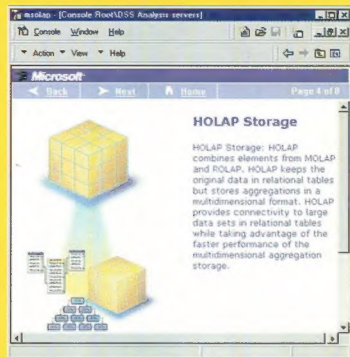 msolap - [Console Root\DSS Analysis servers]
Console Window Help
Action View Help
Microsoft
Back Next Home Page 4 of 8
HOLAP Storage
HOLAP Storage: HOLAP
combines elements from MOLAP
and ROLAP. HOLAP keeps the
original data in relational tables
but stores aggregations in a
multidimensional format. HOLAP
provides connectivity to large
data sets in relational tables
while taking advantage of the
faster performance of the
multidimensional aggregation
storage.